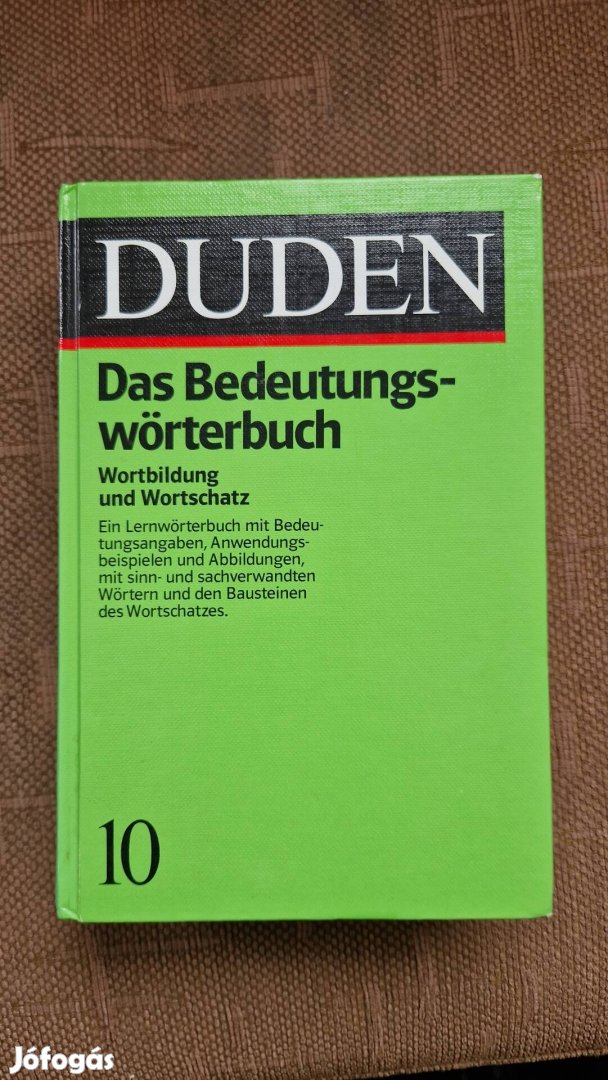 DUDEN
Das Bedeutungs-
wörterbuch
Wortbildung
und Wortschatz
Ein Lernwörterbuch mit Bedeu-
tungsangaben, Anwendungs-
beispielen und Abbildungen,
mit sinn- und sachverwandten
Wörtern und den Bausteinen
des Wortschatzes.
10
Jófogás